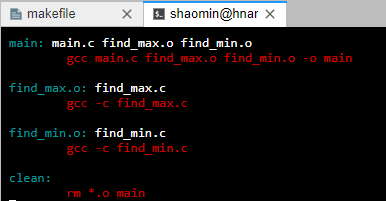 makefile
shaomin@hnar
main: main.c find_max.o find_min.o
gcc main.c find_max.o find_min.o -o main
find_max.o: find_max.c
gcc -c find_max.c
find_min.o: find_min.c
gcc -c find_min.c
clean:
rm *.o main